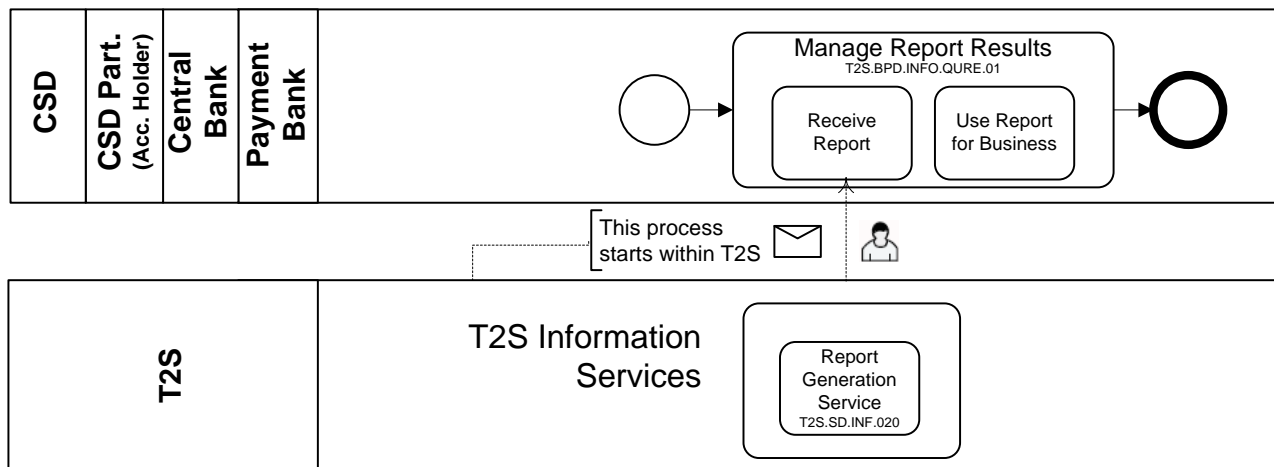 CSD
CSD Part.
(Acc. Holder)
Central
Bank
Payment
Bank
Manage Report Results
T2S.BPD.INFO.QURE.01
Receive
Report
Use Report
for Business
This process
starts within T2S
T2S
T2S Information
Services
Report
Generation
Service
T2S.SD.INF.020